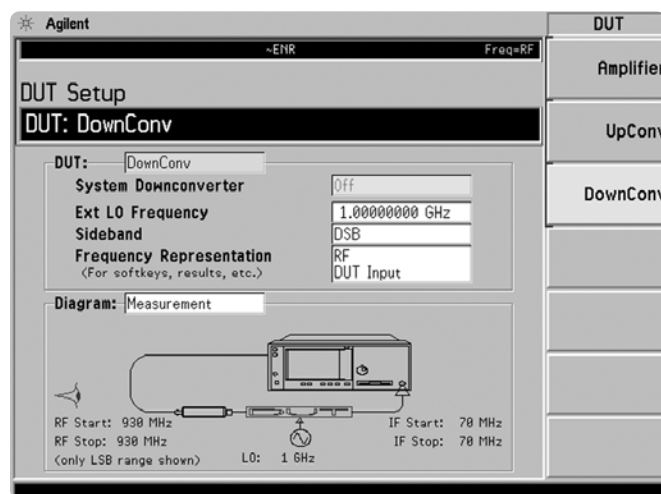 Agilent
DUT
~ENR Freq=RF
DUT Setup
DUT: DownConv
Amplifier
UpConv
DownConv
DUT: DownConv
System Downconverter Off
Ext LO Frequency 1.00000000 GHz
Sideband DSB
Frequency Representation RF
(For softkeys, results, etc.) DUT Input
Diagram: Measurement
RF Start: 930 MHz IF Start: 70 MHz
RF Stop: 930 MHz IF Stop: 70 MHz
(only LSB range shown) LO: 1 GHz